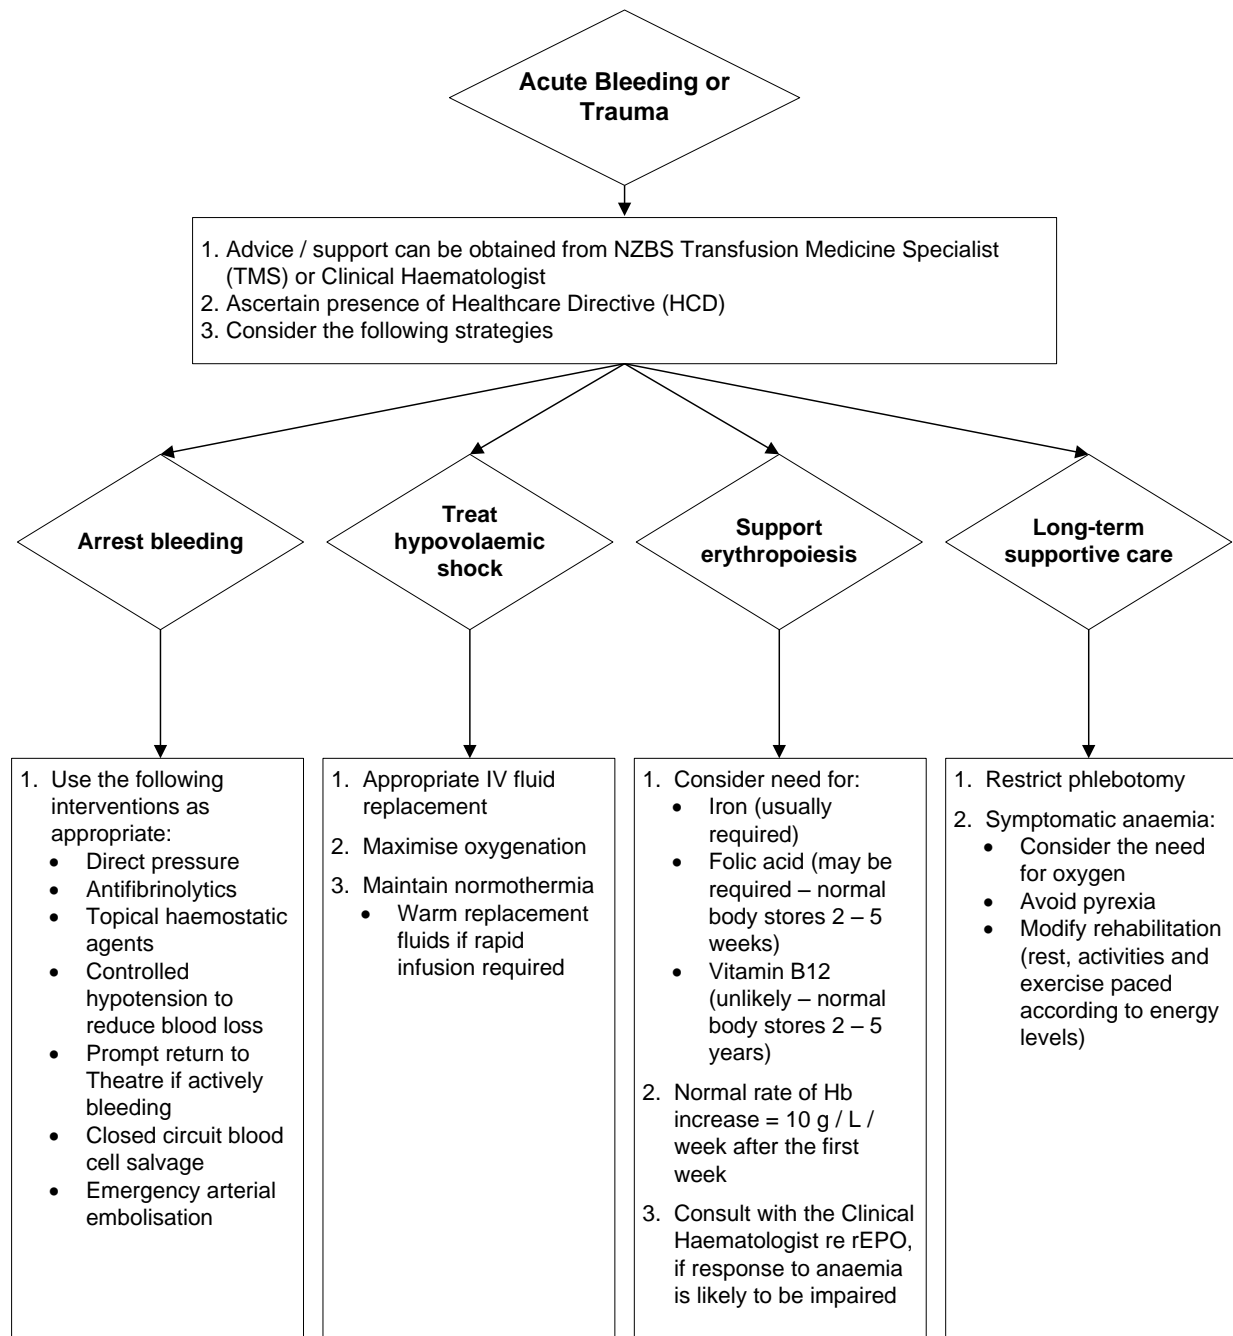 Acute Bleeding or
Trauma
1. Advice / support can be obtained from NZBS Transfusion Medicine Specialist
(TMS) or Clinical Haematologist
2. Ascertain presence of Healthcare Directive (HCD)
3. Consider the following strategies
Arrest bleeding
Treat
hypovolaemic
shock
Support
erythropoiesis
Long-term
supportive care
1. Use the following
interventions as
appropriate:
• Direct pressure
• Antifibrinolytics
• Topical haemostatic
agents
• Controlled
hypotension to
reduce blood loss
• Prompt return to
Theatre if actively
bleeding
• Closed circuit blood
cell salvage
• Emergency arterial
embolisation
1. Appropriate IV fluid
replacement
2. Maximise oxygenation
3. Maintain normothermia
• Warm replacement
fluids if rapid
infusion required
1. Consider need for:
• Iron (usually
required)
• Folic acid (may be
required – normal
body stores 2 – 5
weeks)
• Vitamin B12
(unlikely – normal
body stores 2 – 5
years)
2. Normal rate of Hb
increase = 10 g / L /
week after the first
week
3. Consult with the Clinical
Haematologist re rEPO,
if response to anaemia
is likely to be impaired
1. Restrict phlebotomy
2. Symptomatic anaemia:
• Consider the need
for oxygen
• Avoid pyrexia
• Modify rehabilitation
(rest, activities and
exercise paced
according to energy
levels)